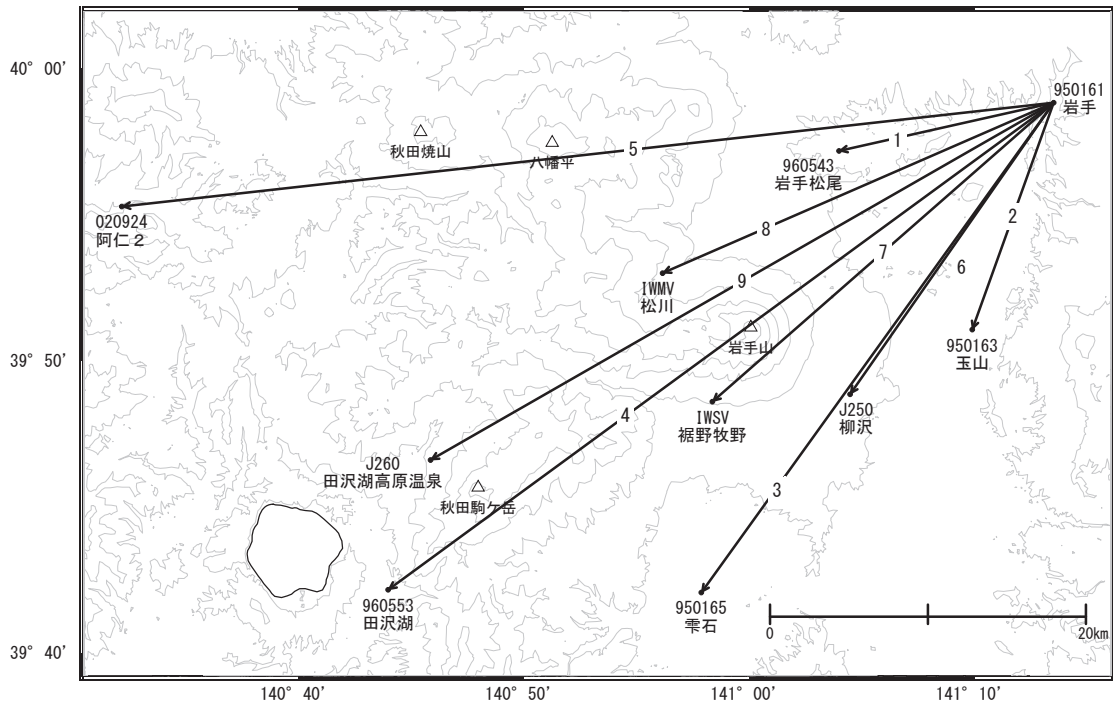 40° 00'
950161
岩手
秋田焼山
八幡平
5
1
960543
岩手松尾
020924
阿仁２
2
8
7
6
9
IWMV
松川
岩手山
950163
玉山
39° 50'
IWSV
裾野牧野
J250
柳沢
4
J260
田沢湖高原温泉
3
秋田駒ケ岳
960553
田沢湖
950165
雫石
0
20km
39° 40'
140° 40'
140° 50'
141° 00'
141° 10'